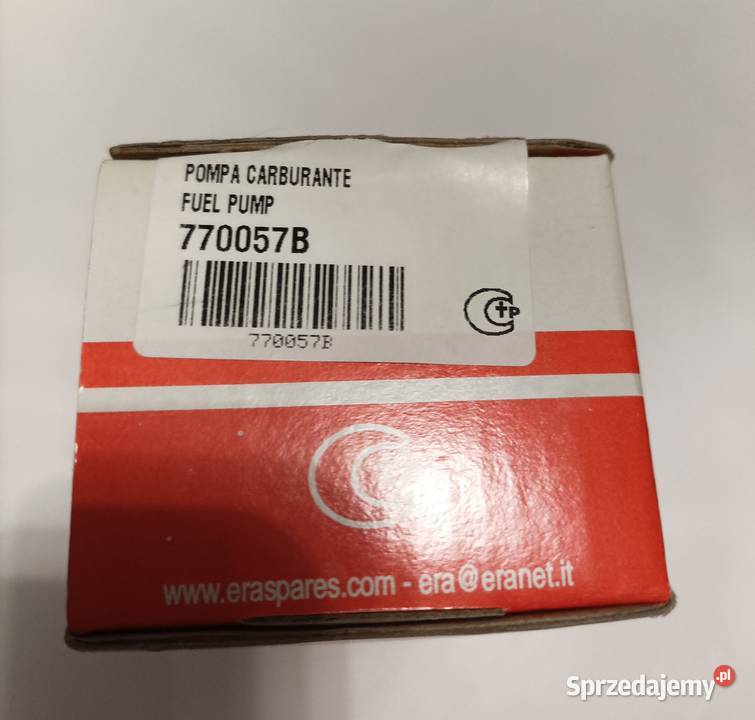 POMPA CARBURANTE
FUEL PUMP
770057B
770057B
www.eraspares.com - era@eranet.it
Sprzedajemy.pl